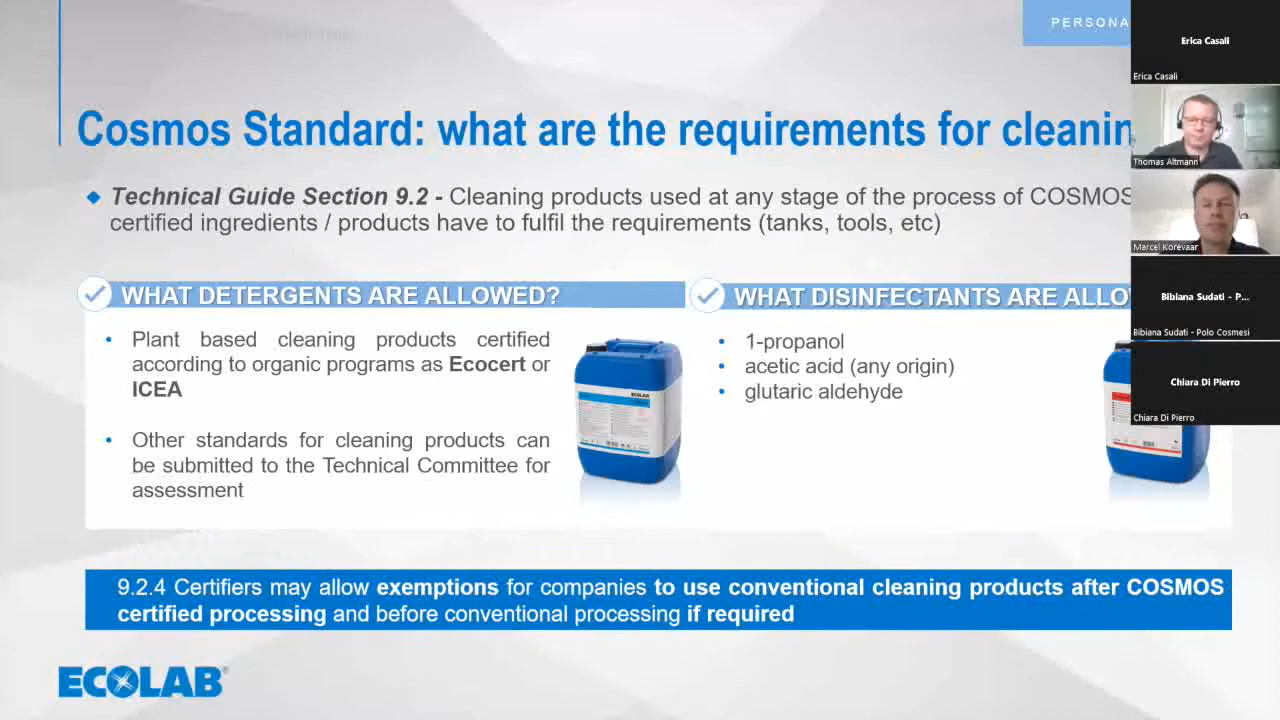 PERSONA
Cosmos Standard: what are the requirements for cleanin
Technical Guide Section 9.2 - Cleaning products used at any stage of the process of COSMOS
certified ingredients / products have to fulfil the requirements (tanks, tools, etc)
WHAT DETERGENTS ARE ALLOWED?
• Plant based cleaning products certified
according to organic programs as Ecocert or
ICEA
• Other standards for cleaning products can
be submitted to the Technical Committee for
assessment
ECOLAB
WHAT DISINFECTANTS ARE ALLO
• 1-propanol
• acetic acid (any origin)
• glutaric aldehyde
9.2.4 Certifiers may allow exemptions for companies to use conventional cleaning products after COSMOS
certified processing and before conventional processing if required
ECOLAB®
Erica Casali
Erica Casali
Thomas Altmann
Marcel Korevaar
Bibiana Sudati - P...
Bibiana Sudati - Polo Cosmesi
Chiara Di Pierro
Chiara Di Pierro